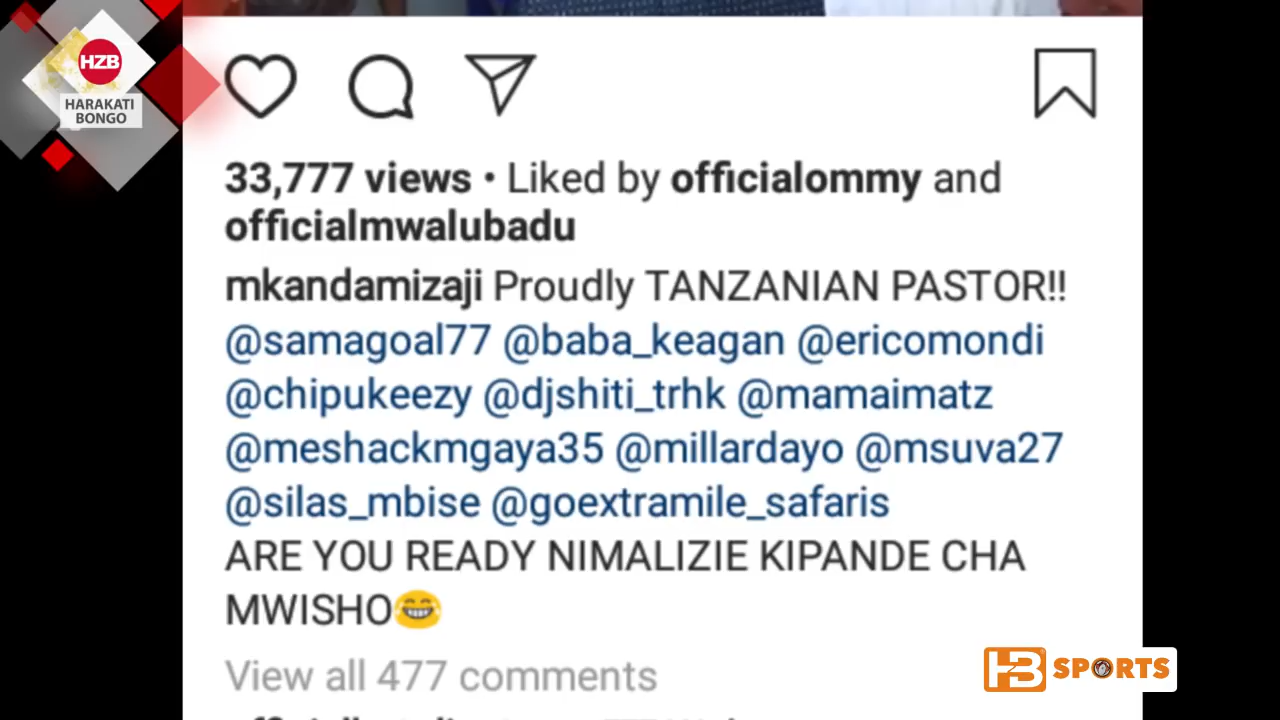 HZB
HARAKATI
BONGO
33,777 views • Liked by officialommy and
officialmwalubadu
mkandamizaji Proudly TANZANIAN PASTOR!!
@samagoal77 @baba_keagan @ericomondi
@chipukeezy @djshiti_trhk @mamaimatz
@meshackmgaya35 @millardayo @msuva27
@silas_mbise @goextramile_safaris
ARE YOU READY NIMALIZIE KIPANDE CHA
MWISHO😂
View all 477 comments
HB SPORTS